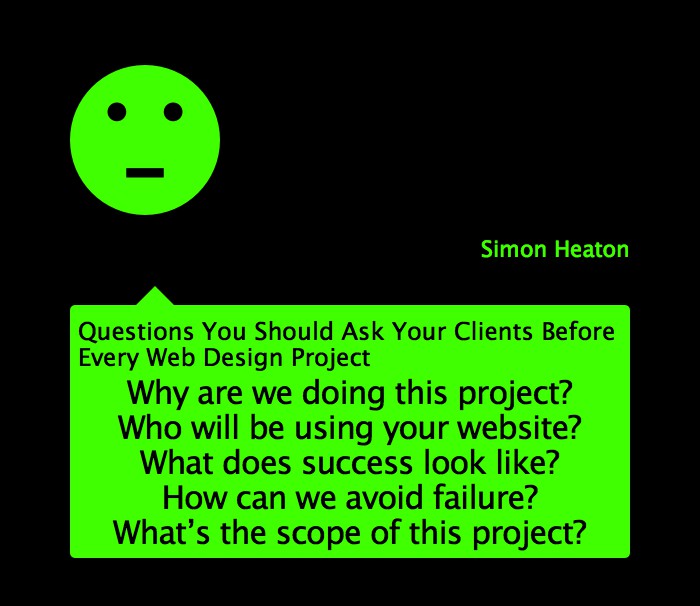 Simon Heaton
Questions You Should Ask Your Clients Before
Every Web Design Project
Why are we doing this project?
Who will be using your website?
What does success look like?
How can we avoid failure?
What’s the scope of this project?